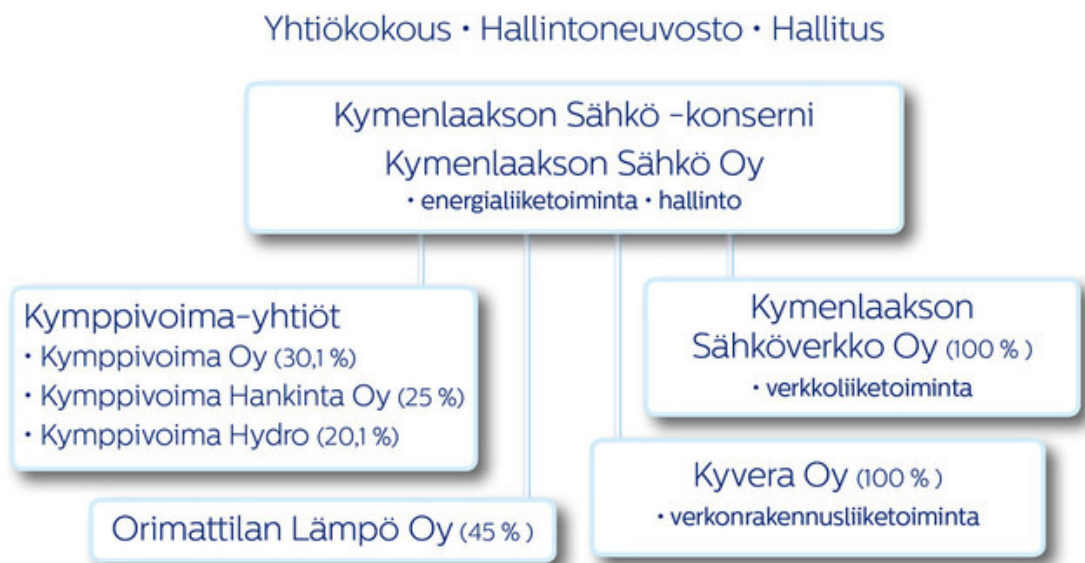 Yhtiökokous • Hallintoneuvosto • Hallitus
Kymenlaakson Sähkö -konserni
Kymenlaakson Sähkö Oy
• energialiiketoiminta • hallinto
Kymppivoima-yhtiöt
• Kymppivoima Oy (30,1 %)
• Kymppivoima Hankinta Oy (25 %)
• Kymppivoima Hydro (20,1 %)
Kymenlaakson
Sähköverkko Oy (100 %)
• verkkoliiketoiminta
Orimattilan Lämpö Oy (45 %)
Kyvera Oy (100 %)
• verkonrakennusliiketoiminta